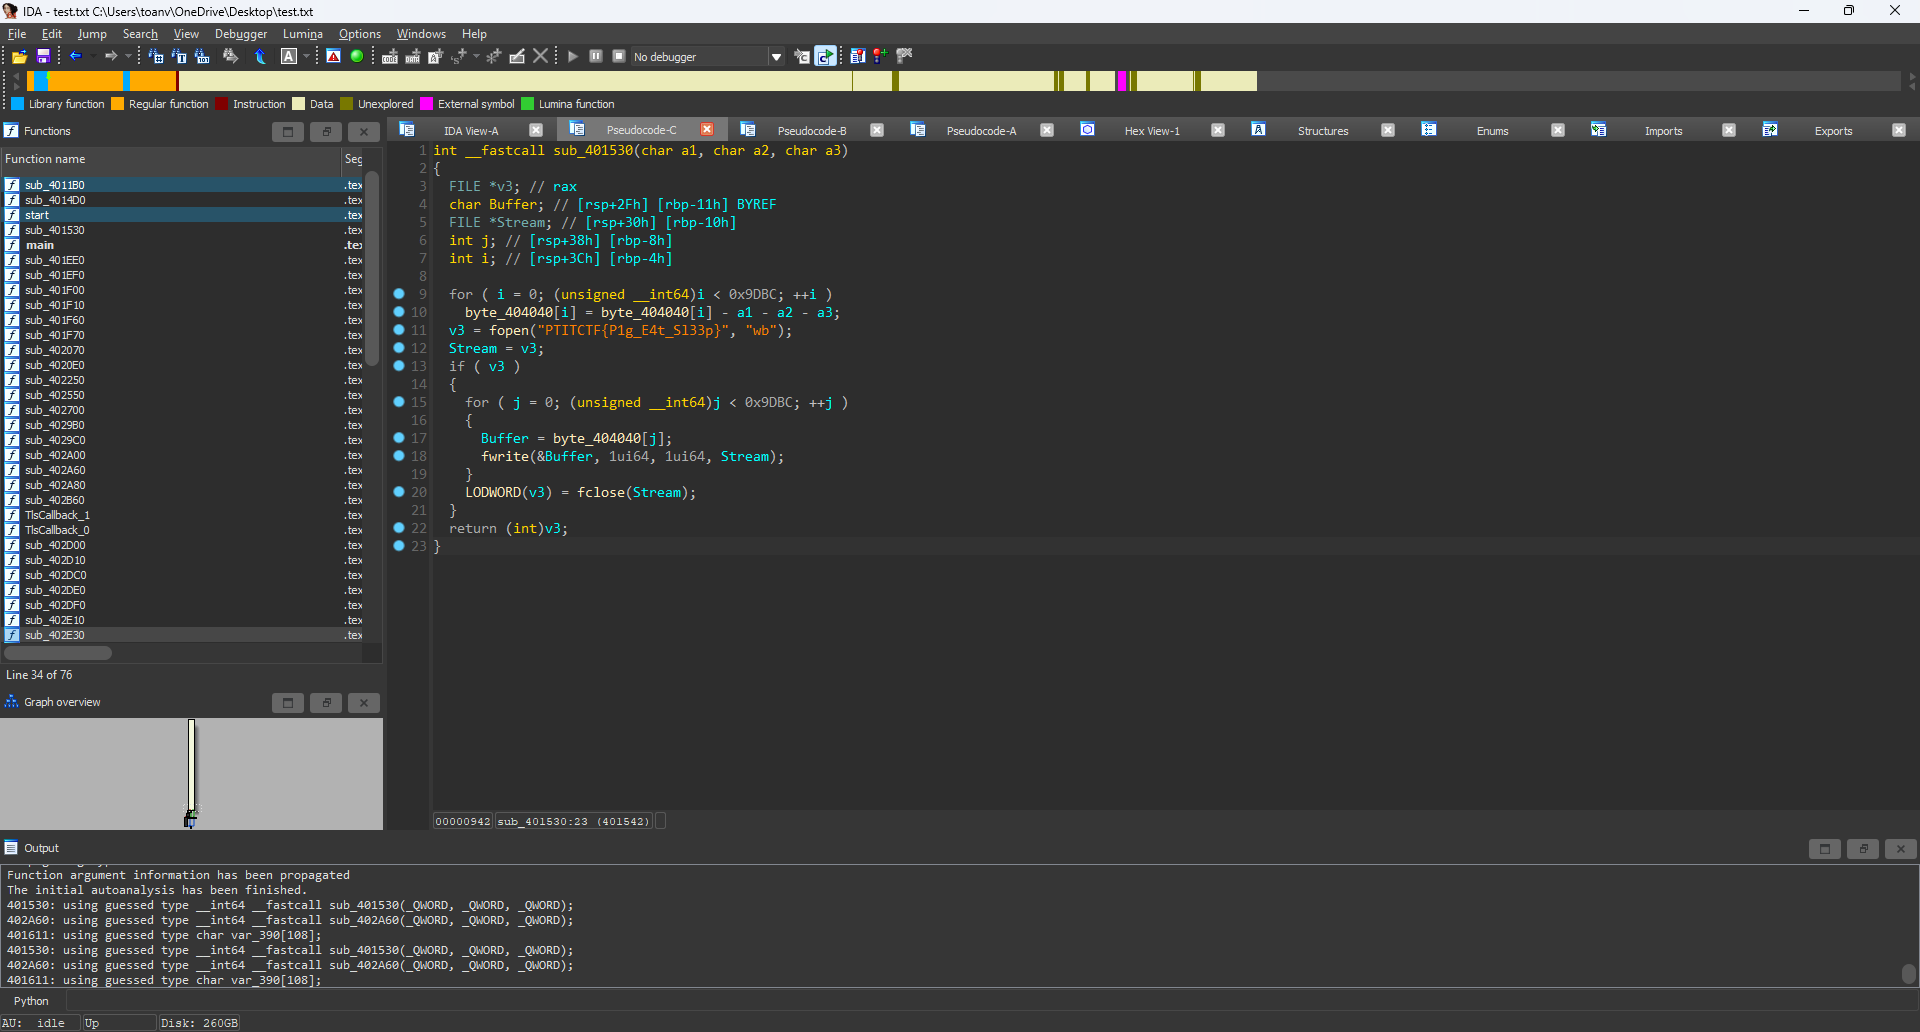 IDA - test.txt C:\Users\toanv\OneDrive\Desktop\test.txt
File Edit Jump Search View Debugger Lumina Options Windows Help
No debugger
Library function Regular function Instruction Data Unexplored External symbol Lumina function
Functions
IDA View-A Pseudocode-C Pseudocode-B Pseudocode-A Hex View-1 Structures Enums Imports Exports
Function name Seg
sub_4011B0 .tex
sub_4014D0 .tex
start .tex
sub_401530 .tex
main .tex
sub_401EE0 .tex
sub_401EF0 .tex
sub_401F00 .tex
sub_401F10 .tex
sub_401F60 .tex
sub_401F70 .tex
sub_402070 .tex
sub_4020E0 .tex
sub_402250 .tex
sub_402550 .tex
sub_402700 .tex
sub_4029B0 .tex
sub_4029C0 .tex
sub_402A00 .tex
sub_402A60 .tex
sub_402A80 .tex
sub_402B60 .tex
TlsCallback_1 .tex
TlsCallback_0 .tex
sub_402D00 .tex
sub_402D10 .tex
sub_402DC0 .tex
sub_402DE0 .tex
sub_402DF0 .tex
sub_402E10 .tex
sub_402E30 .tex
Line 34 of 76
Graph overview
1 int __fastcall sub_401530(char a1, char a2, char a3)
2 {
3 FILE *v3; // rax
4 char Buffer; // [rsp+2Fh] [rbp-11h] BYREF
5 FILE *Stream; // [rsp+30h] [rbp-10h]
6 int j; // [rsp+38h] [rbp-8h]
7 int i; // [rsp+3Ch] [rbp-4h]
8
9 for ( i = 0; (unsigned __int64)i < 0x9DBC; ++i )
10 byte_404040[i] = byte_404040[i] - a1 - a2 - a3;
11 v3 = fopen("PTITCTF{P1g_E4t_Sl33p}", "wb");
12 Stream = v3;
13 if ( v3 )
14 {
15 for ( j = 0; (unsigned __int64)j < 0x9DBC; ++j )
16 {
17 Buffer = byte_404040[j];
18 fwrite(&Buffer, 1ui64, 1ui64, Stream);
19 }
20 LODWORD(v3) = fclose(Stream);
21 }
22 return (int)v3;
23 }
00000942 sub_401530:23 (401542)
Output
Function argument information has been propagated
The initial autoanalysis has been finished.
401530: using guessed type __int64 __fastcall sub_401530(_QWORD, _QWORD, _QWORD);
402A60: using guessed type __int64 __fastcall sub_402A60(_QWORD, _QWORD, _QWORD);
401611: using guessed type char var_390[108];
401530: using guessed type __int64 __fastcall sub_401530(_QWORD, _QWORD, _QWORD);
402A60: using guessed type __int64 __fastcall sub_402A60(_QWORD, _QWORD, _QWORD);
401611: using guessed type char var_390[108];
Python
AU: idle Up Disk: 260GB